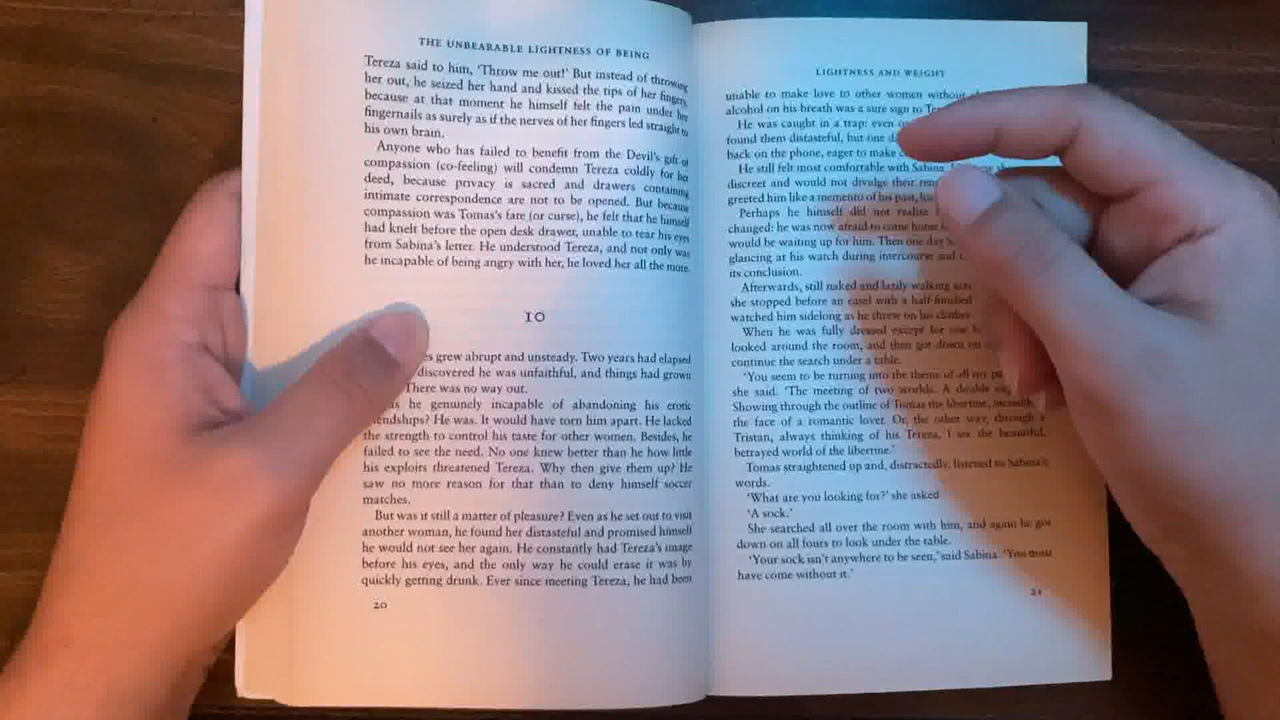 THE UNBEARABLE LIGHTNESS OF BEING
Tereza said to him, ‘Throw me out!’ But instead of throwing
her out, he seized her hand and kissed the tips of her fingers,
because at that moment he himself felt the pain under her
fingernails as surely as if the nerves of her fingers led straight to
his own brain.
Anyone who has failed to benefit from the Devil's gift of
compassion (co-feeling) will condemn Tereza coldly for her
deed, because privacy is sacred and drawers containing
intimate correspondence are not to be opened. But because
compassion was Tomas's fate (or curse), he felt that he himself
had knelt before the open desk drawer, unable to tear his eyes
from Sabina's letter. He understood Tereza, and not only was
he incapable of being angry with her, he loved her all the more.
10
grew abrupt and unsteady. Two years had elapsed
discovered he was unfaithful, and things had grown
There was no way out.
he genuinely incapable of abandoning his erotic
friendships? He was. It would have torn him apart. He lacked
the strength to control his taste for other women. Besides, he
failed to see the need. No one knew better than he how little
his exploits threatened Tereza. Why then give them up? He
saw no more reason for that than to deny himself soccer
matches.
But was it still a matter of pleasure? Even as he set out to visit
another woman, he found her distasteful and promised himself
he would not see her again. He constantly had Tereza's image
before his eyes, and the only way he could erase it was by
quickly getting drunk. Ever since meeting Tereza, he had been
20
LIGHTNESS AND WEIGHT
unable to make love to other women without
alcohol on his breath was a sure sign to
He was caught in a trap: even
found them distasteful, but one
back on the phone, eager to make
He still felt most comfortable with Sabina.
discreet and would not divulge their
greeted him like a memento of his past,
Perhaps he himself did not realize
changed: he was now afraid to come home
would be waiting up for him. Then one day
glancing at his watch during intercourse and
its conclusion.
Afterwards, still naked and lazily walking
she stopped before an easel with a half-finished
watched him sidelong as he threw on his clothes
When he was fully dressed except for one
looked around the room, and then got down on
continue the search under a table.
‘You seem to be turning into the theme of all my
she said. ‘The meeting of two worlds. A double
Showing through the outline of Tomas the libertine,
the face of a romantic lover. Or, the other way, through a
Tristan, always thinking of his Tereza, I see the beautiful,
betrayed world of the libertine.’
Tomas straightened up and, distractedly, listened to Sabina's
words.
‘What are you looking for?’ she asked
‘A sock.’
She searched all over the room with him, and again he got
down on all fours to look under the table.
‘Your sock isn't anywhere to be seen,’ said Sabina. ‘You must
have come without it.’
21